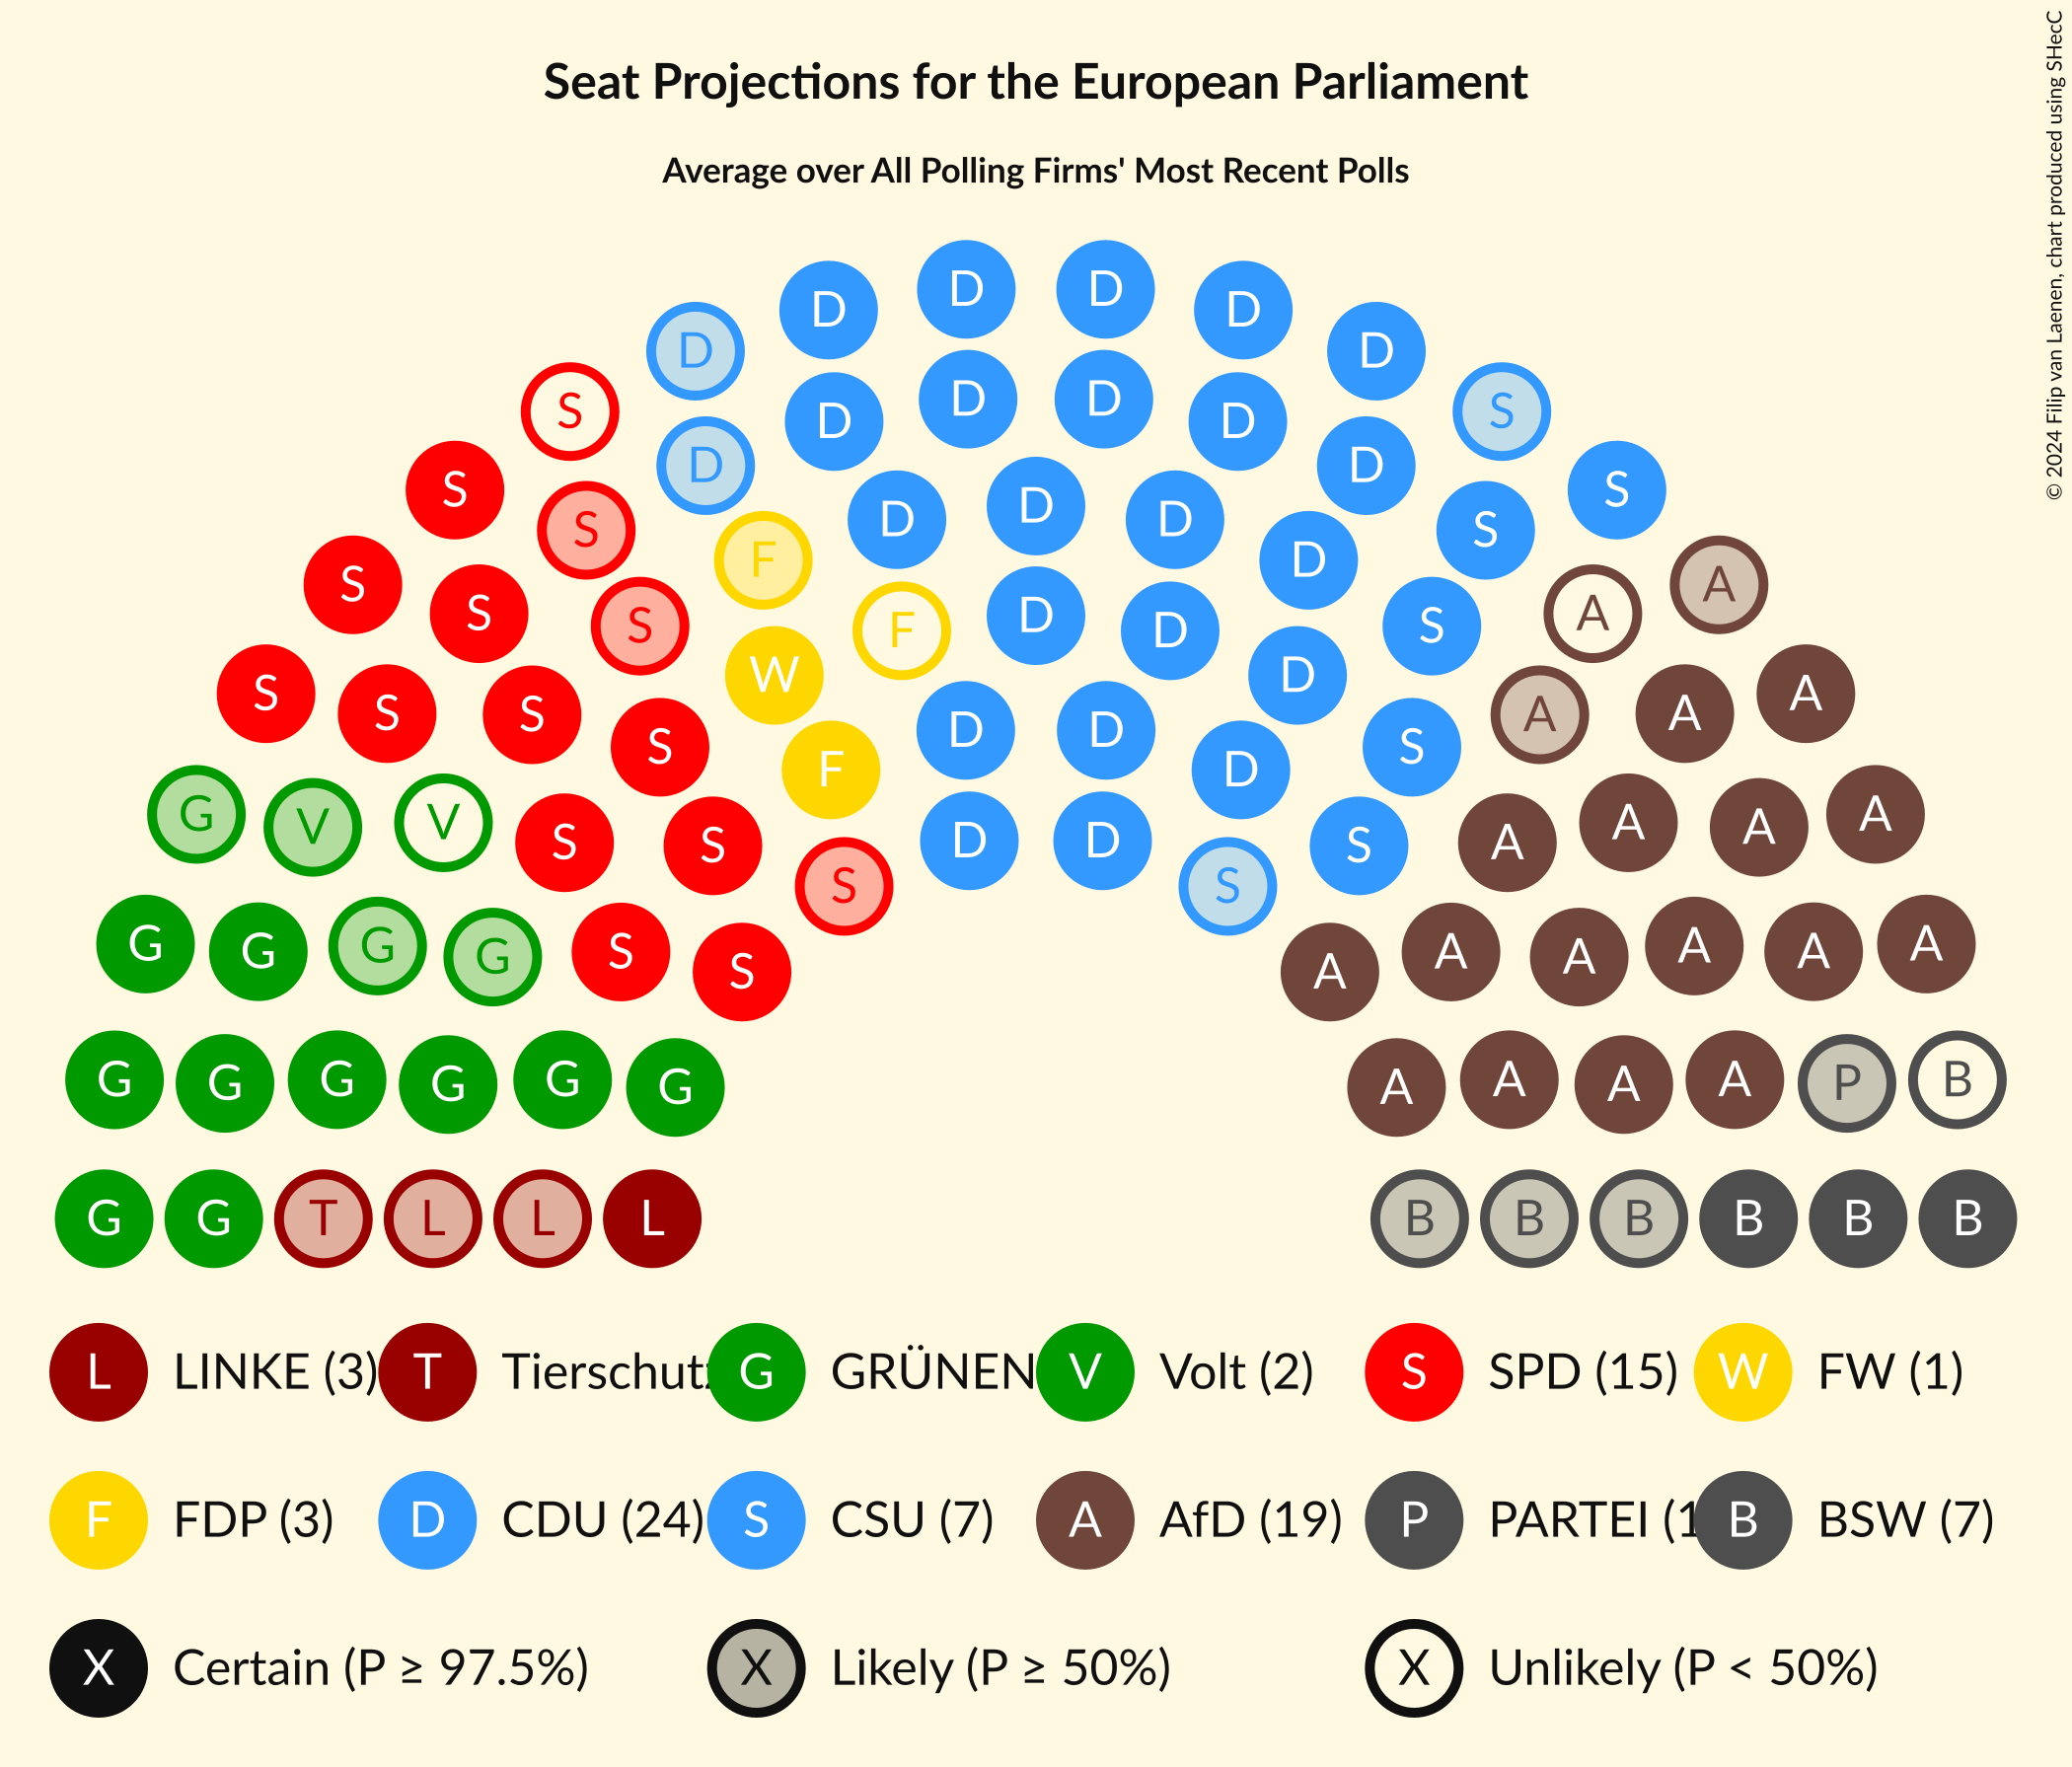 Seat Projections for the European Parliament
Average over All Polling Firms' Most Recent Polls
© 2024 Filip van Laenen, chart produced using SHecC
D D D D
D D
S S
D D D D
S D D S
D D D
S S F D S A A
S S S F D D S A
S S S W D A A
S D D S
G V V S S F D A A A A
S D D S S
G G G G S S A A A A A A
G G G G G G A A A A P B
G G T L L L B B B B B B
L LINKE (3) T Tierschutz G GRÜNEN V Volt (2) S SPD (15) W FW (1)
F FDP (3) D CDU (24) S CSU (7) A AfD (19) P PARTEI (1 B BSW (7)
X Certain (P ≥ 97.5%) X Likely (P ≥ 50%) X Unlikely (P < 50%)